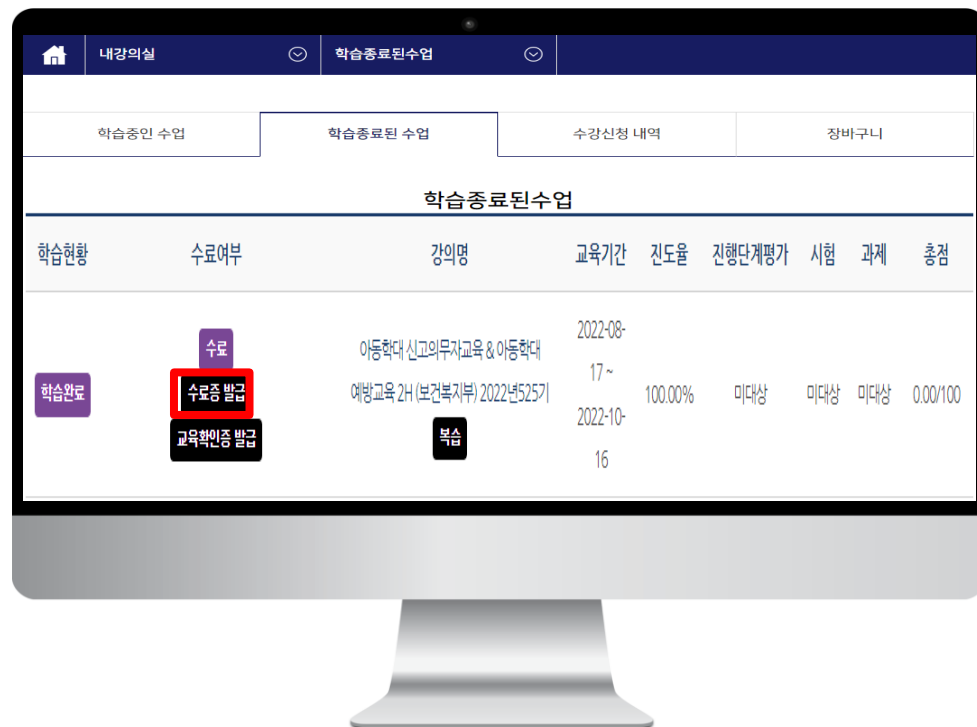 내강의실 학습종료된수업
학습중인 수업 학습종료된 수업 수강신청 내역 장바구니
학습종료된수업
학습현황 수료여부 강의명 교육기간 진도율 진행단계평가 시험 과제 총점
학습완료
수료
수료증 발급
교육확인증 발급
아동학대 신고의무자교육 & 아동학대
예방교육 2H (보건복지부) 2022년525기
복습
2022-08-
17 ~
2022-10-
16
100.00% 미대상 미대상 미대상 0.00/100